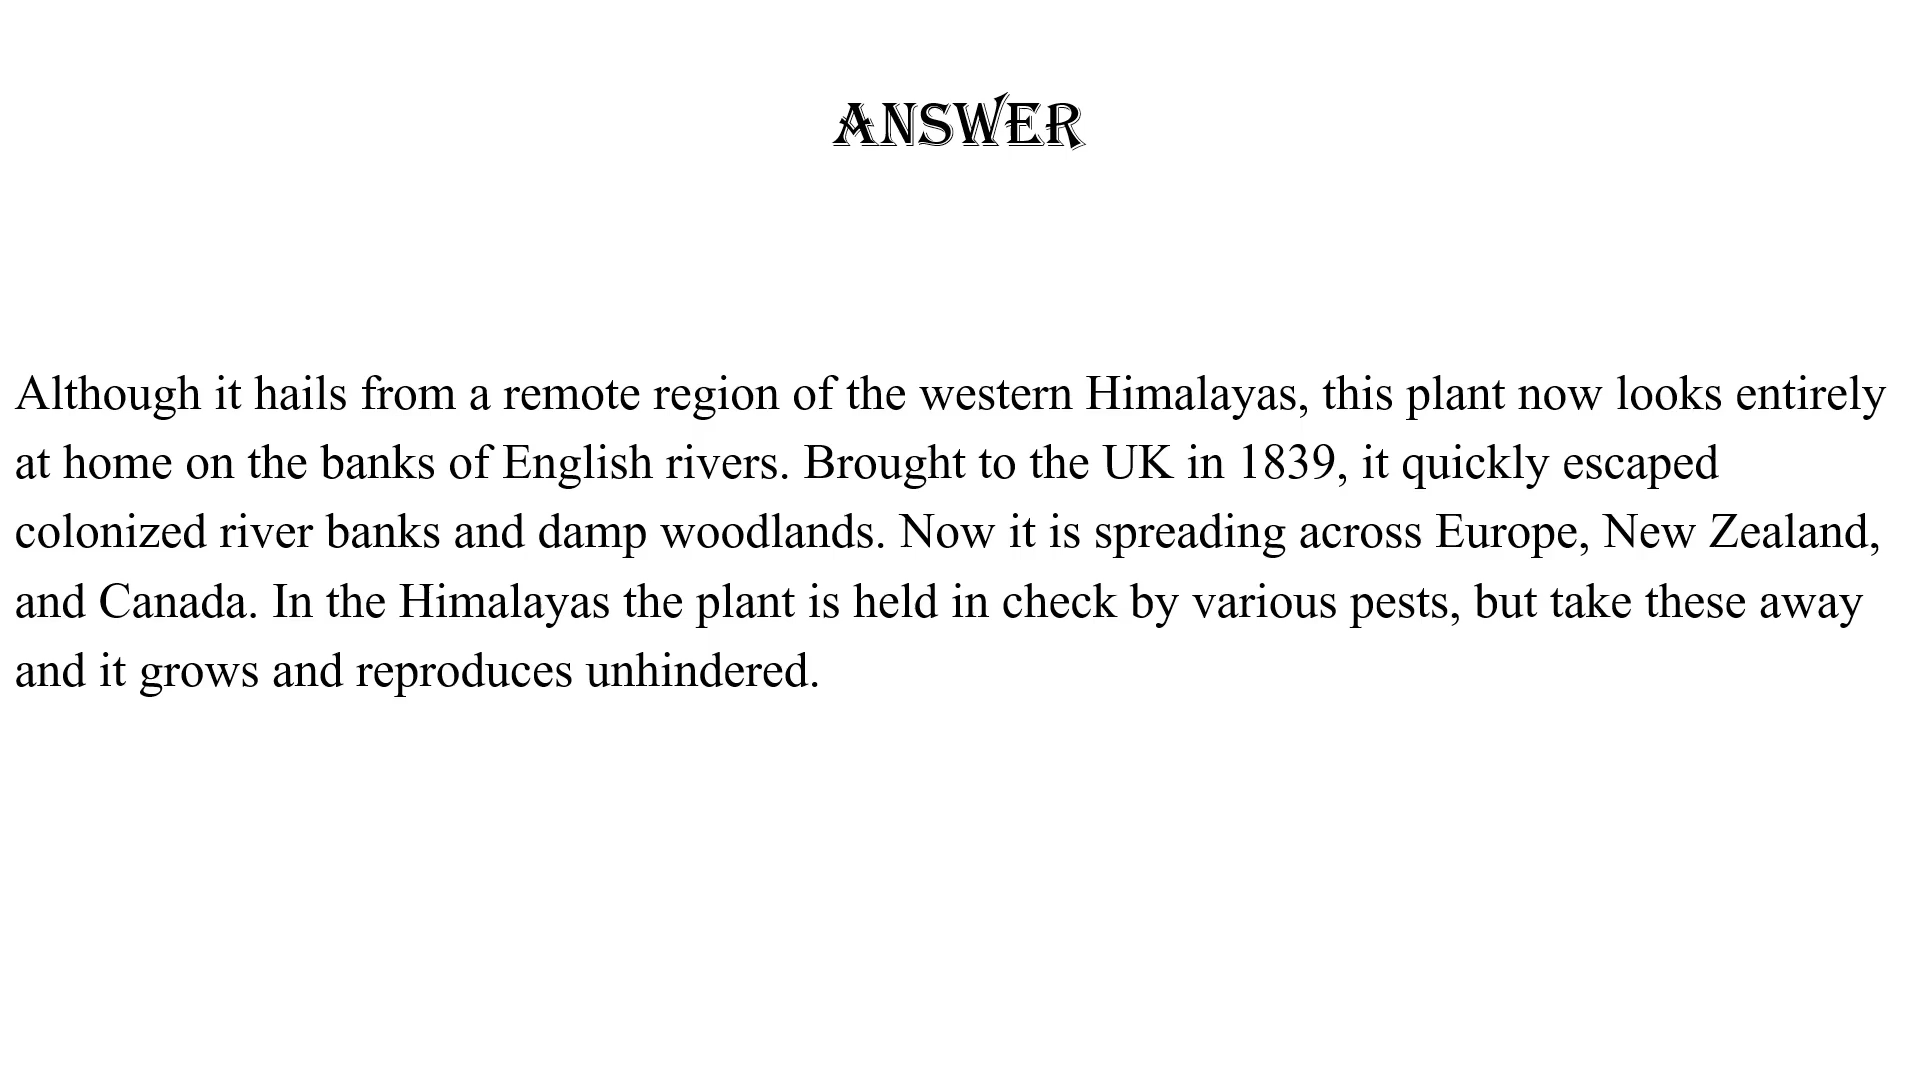 ANSWER
Although it hails from a remote region of the western Himalayas, this plant now looks entirely
at home on the banks of English rivers. Brought to the UK in 1839, it quickly escaped
colonized river banks and damp woodlands. Now it is spreading across Europe, New Zealand,
and Canada. In the Himalayas the plant is held in check by various pests, but take these away
and it grows and reproduces unhindered.